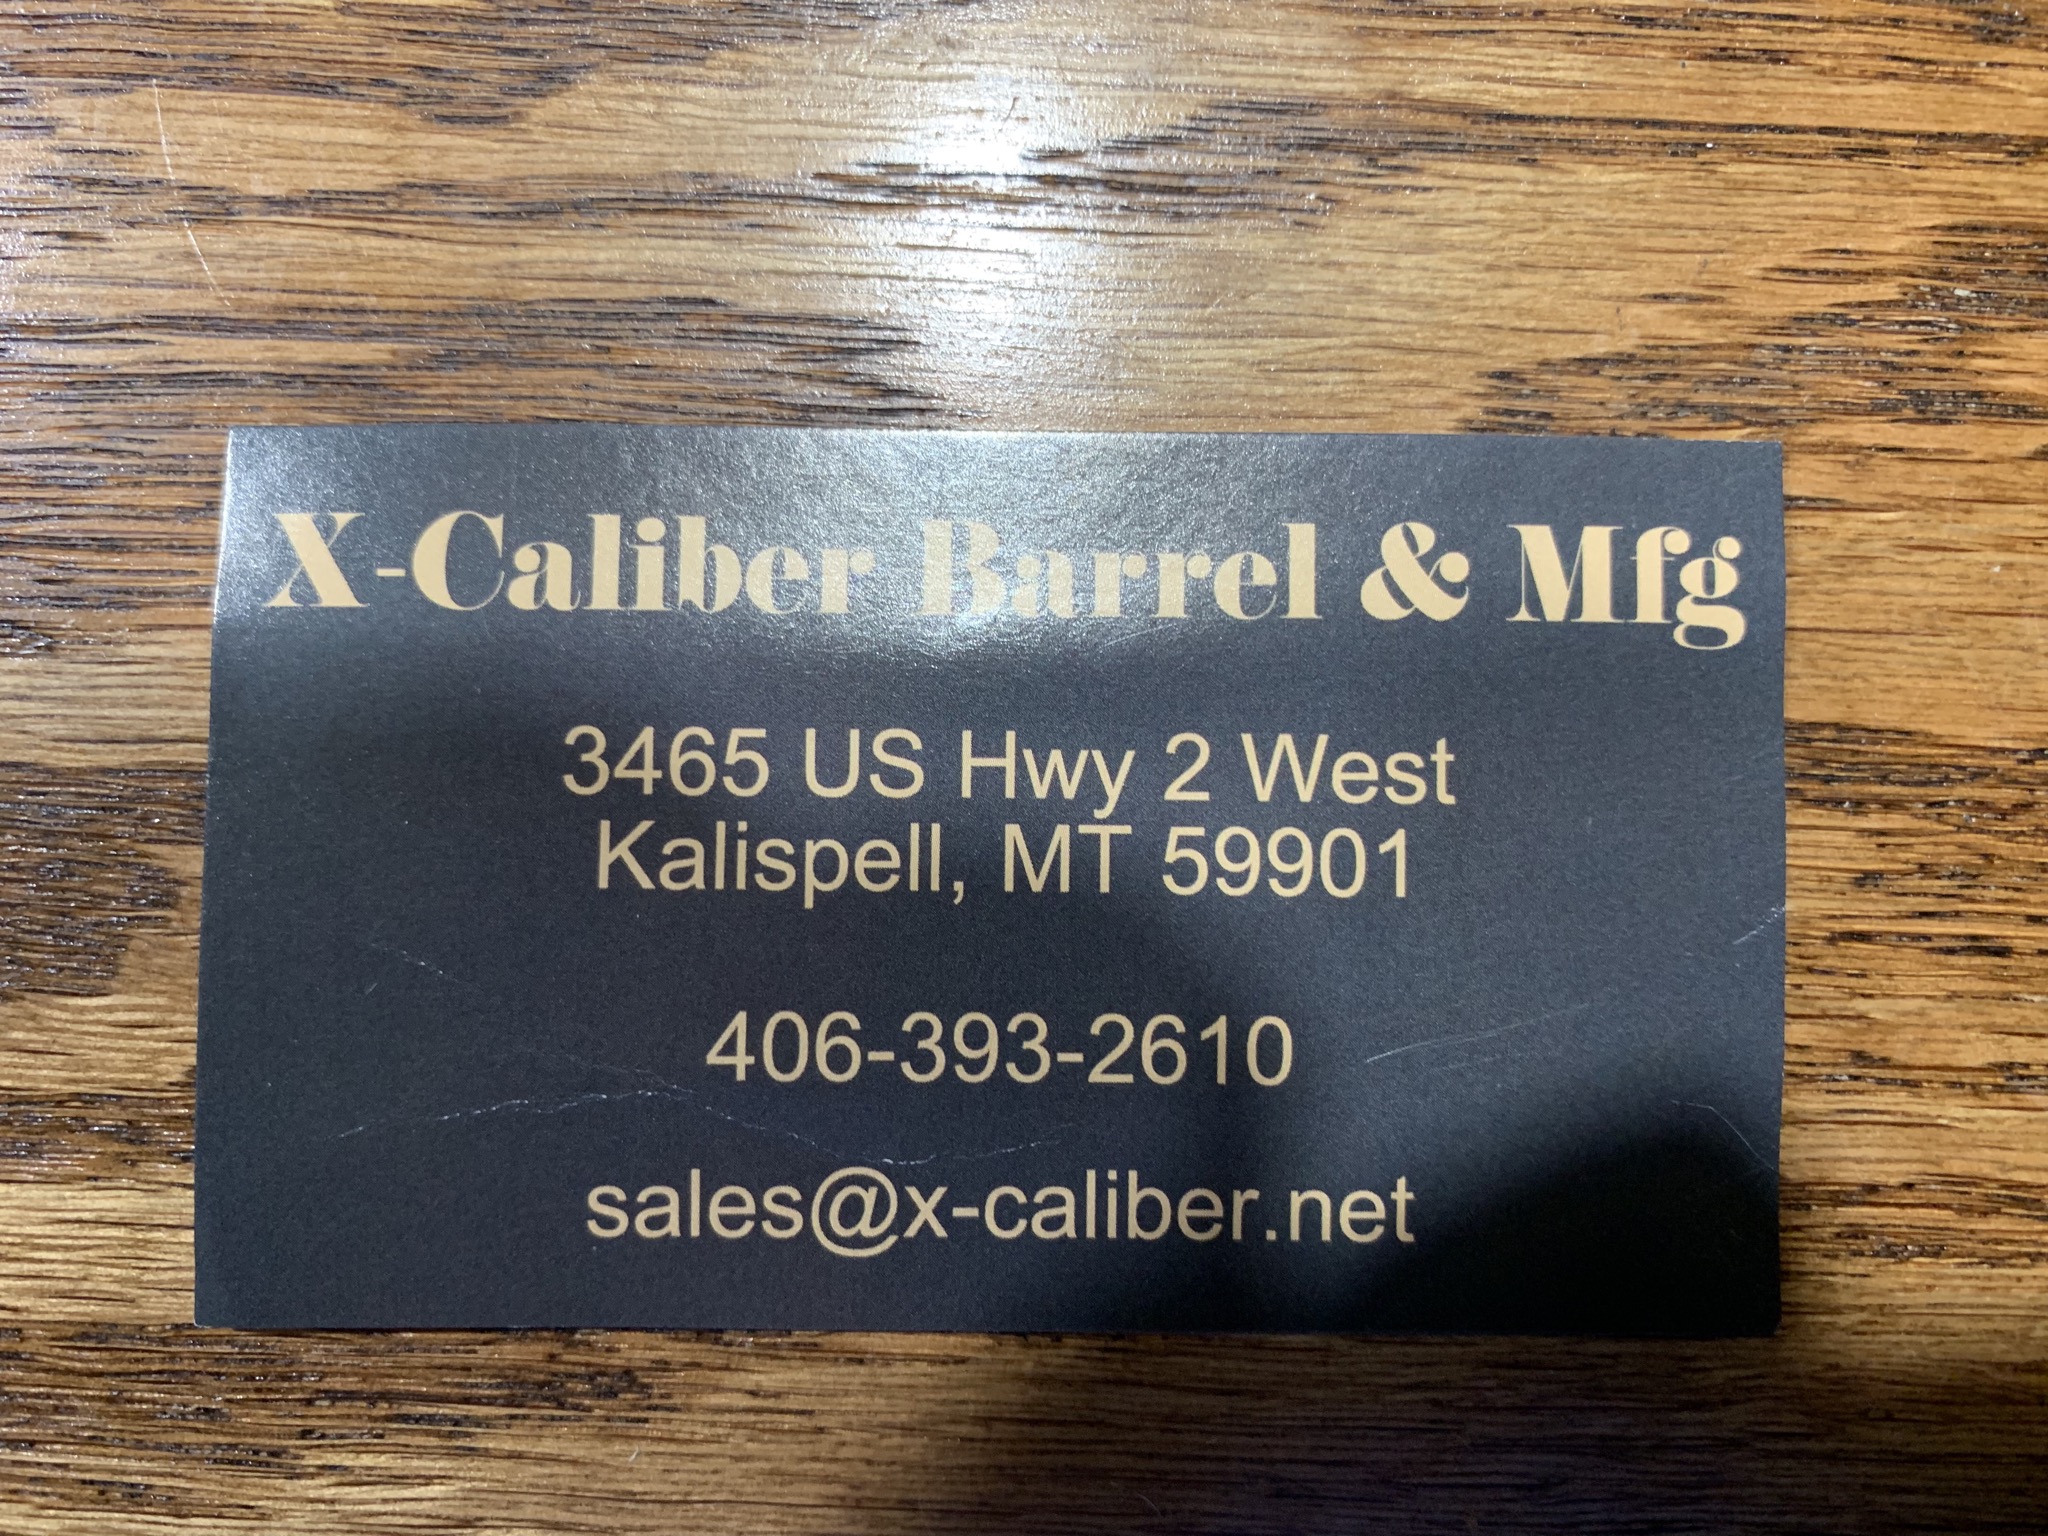 X-Caliber Barrel & Mfg
3465 US Hwy 2 West
Kalispell, MT 59901
406-393-2610
sales@x-caliber.net